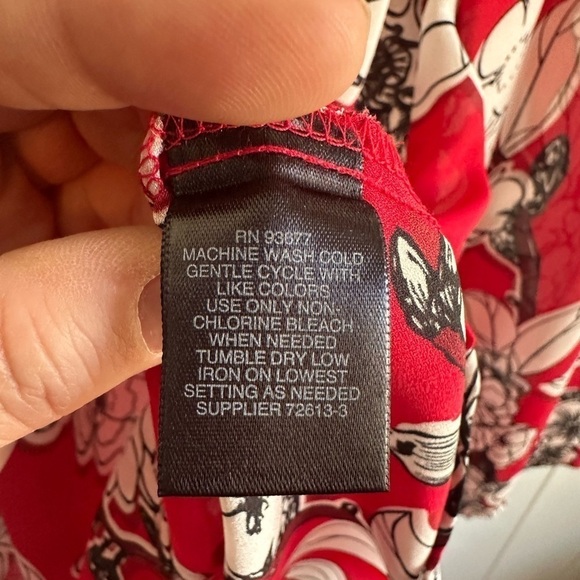 RN 93677
MACHINE WASH COLD
GENTLE CYCLE WITH
LIKE COLORS
USE ONLY NON-
CHLORINE BLEACH
WHEN NEEDED
TUMBLE DRY LOW
IRON ON LOWEST
SETTING AS NEEDED
SUPPLIER 72613-3